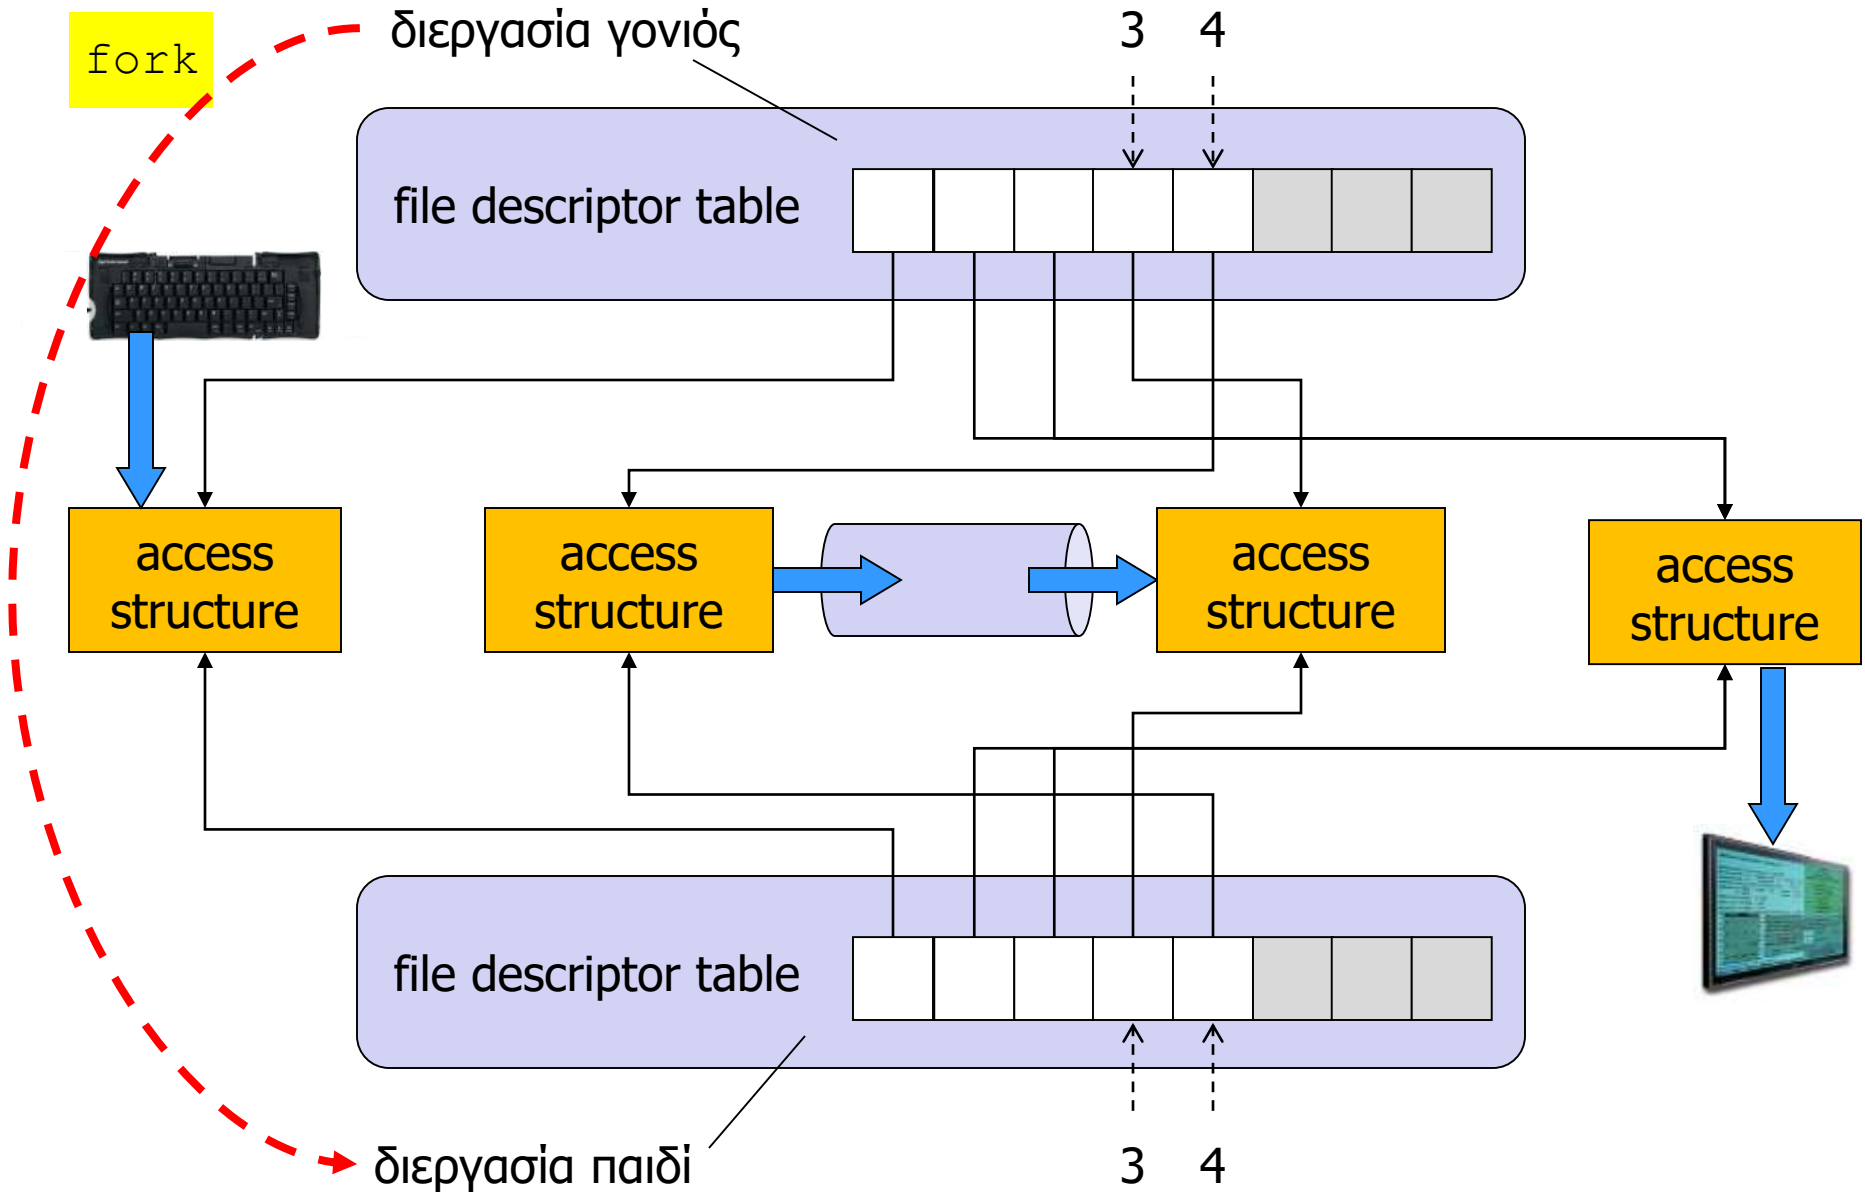 fork
διεργασία γονιός
3 4
file descriptor table
access
structure
access
structure
access
structure
access
structure
file descriptor table
διεργασία παιδί
3 4